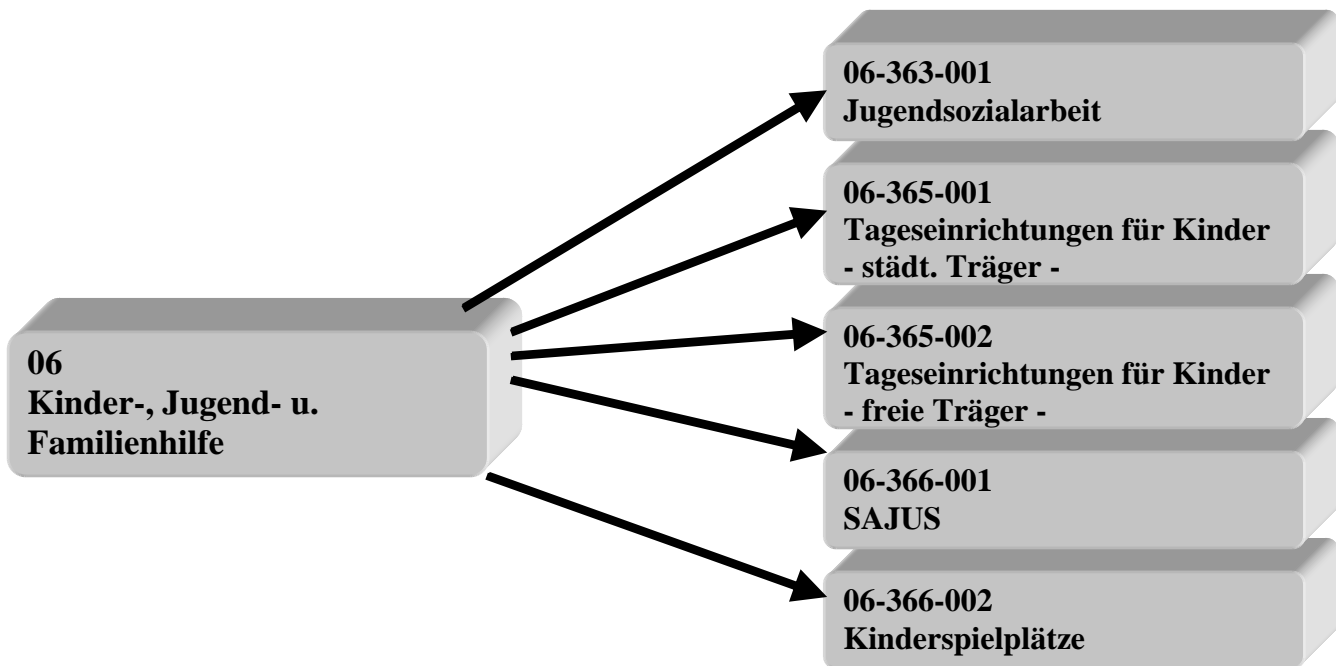 06-363-001
Jugendsozialarbeit
06-365-001
Tageseinrichtungen für Kinder
- städt. Träger -
06
Kinder-, Jugend- u.
Familienhilfe
06-365-002
Tageseinrichtungen für Kinder
- freie Träger -
06-366-001
SAJUS
06-366-002
Kinderspielplätze